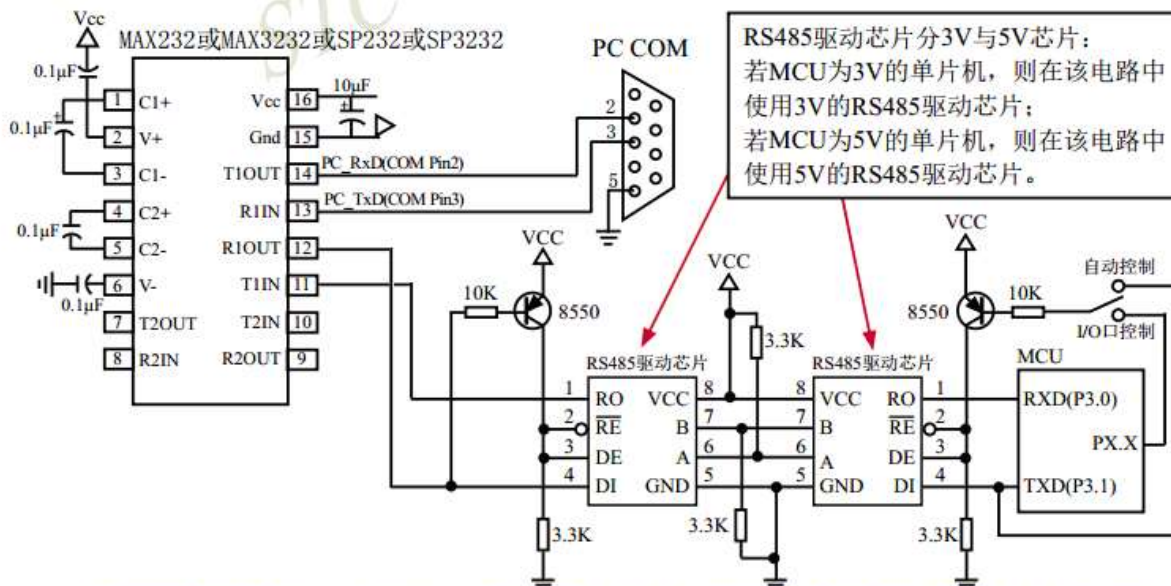 STC
Vcc
MAX232或MAX3232或SP232或SP3232
0.1μF
0.1μF
0.1μF
0.1μF
1 C1+
2 V+
3 C1-
4 C2+
5 C2-
6 V-
7 T2OUT
8 R2IN
Vcc 16
Gnd 15
T1OUT 14
R1IN 13
R1OUT 12
T1IN 11
T2IN 10
R2OUT 9
10μF
PC_RxD(COM Pin2)
PC_TxD(COM Pin3)
PC COM
2
3
5
RS485驱动芯片分3V与5V芯片;
若MCU为3V的单片机，则在该电路中
使用3V的RS485驱动芯片;
若MCU为5V的单片机，则在该电路中
使用5V的RS485驱动芯片。
VCC
10K
8550
3.3K
VCC
3.3K
3.3K
RS485驱动芯片
1 RO VCC 8
2 RE B 7
3 DE A 6
4 DI GND 5
RS485驱动芯片
8 VCC RO 1
7 B RE 2
6 A DE 3
5 GND DI 4
VCC
8550
10K
3.3K
自动控制
I/O口控制
MCU
RXD(P3.0)
PX.X
TXD(P3.1)